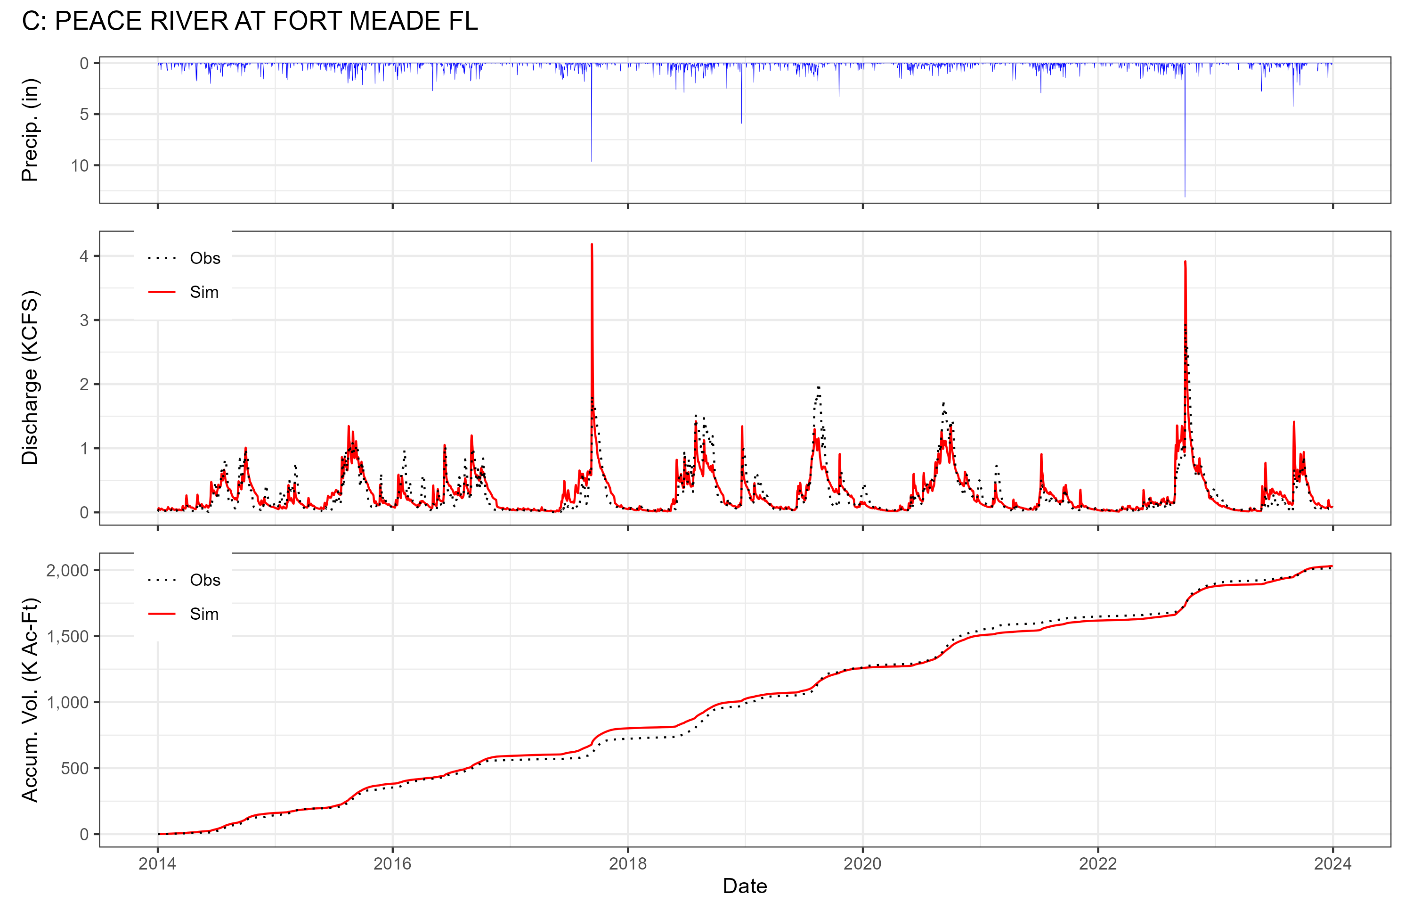 C: PEACE RIVER AT FORT MEADE FL
Precip. (in)
0
5
10
Discharge (KCFS)
4
3
2
1
0
Obs
Sim
Accum. Vol. (K Ac-Ft)
2,000
1,500
1,000
500
0
Obs
Sim
2014
2016
2018
2020
2022
2024
Date